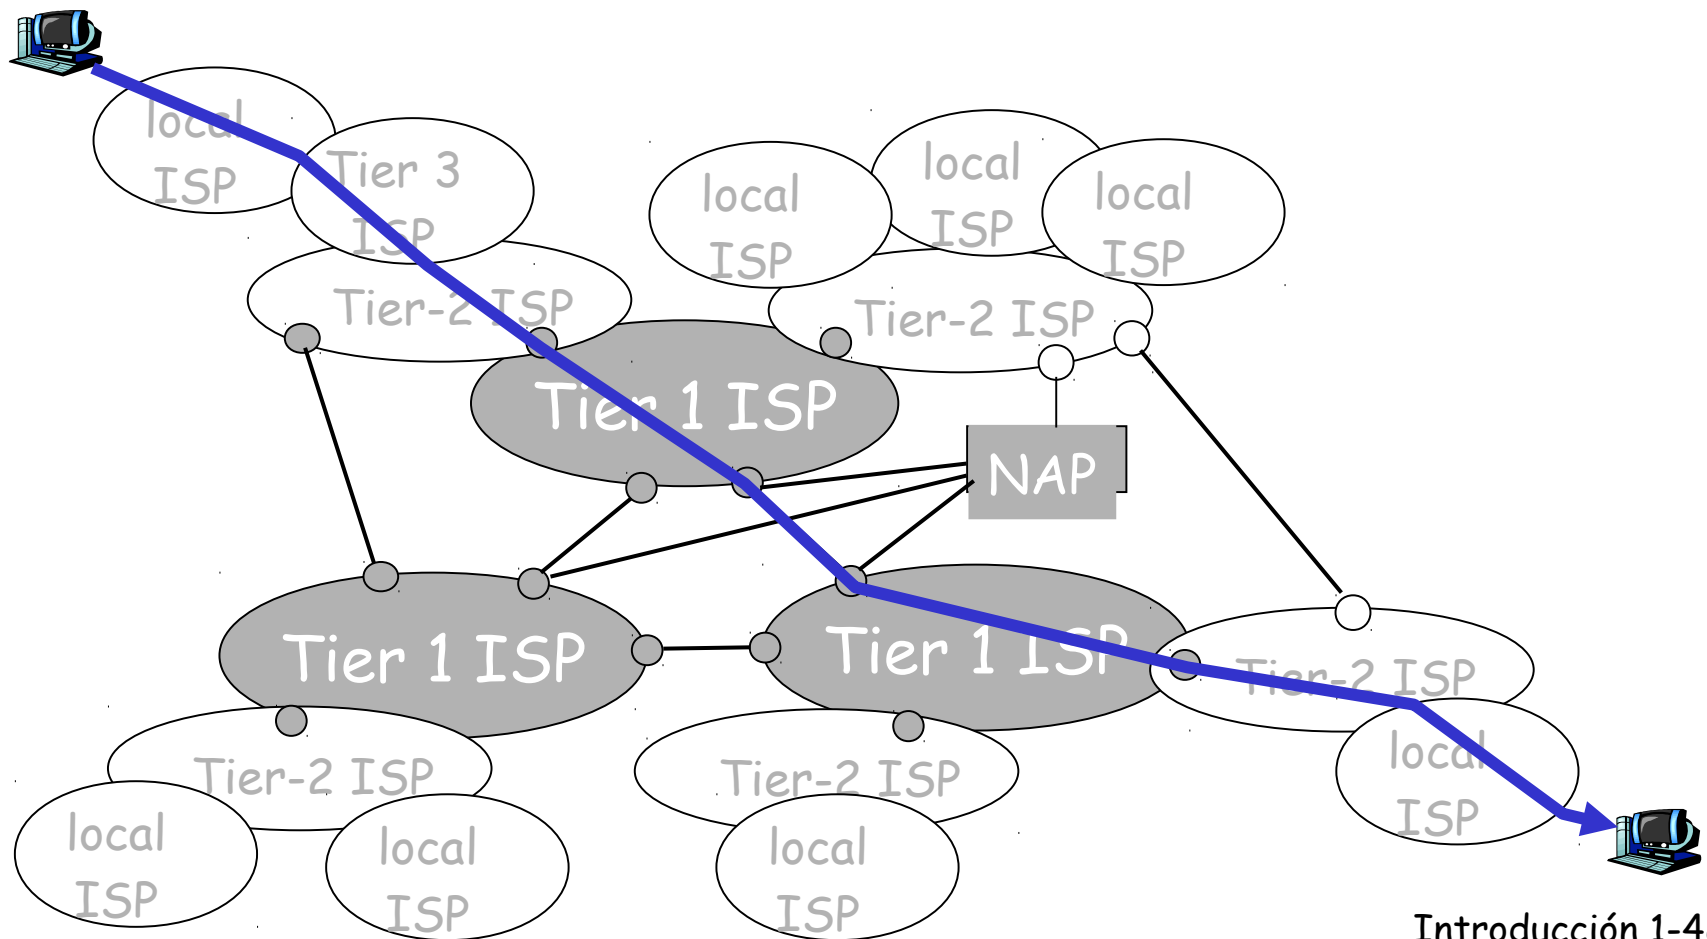 local
ISP
Tier 3
ISP
local
ISP
local
ISP
local
ISP
Tier-2 ISP
Tier-2 ISP
Tier 1 ISP
NAP
Tier 1 ISP
Tier 1 ISP
Tier-2 ISP
local
ISP
Tier-2 ISP
Tier-2 ISP
local
ISP
local
ISP
local
ISP
Introducción 1-4